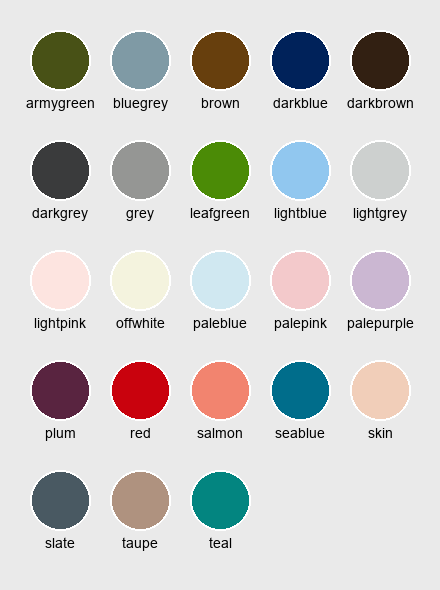 armygreen bluegrey brown darkblue darkbrown
darkgrey grey leafgreen lightblue lightgrey
lightpink offwhite paleblue palepink palepurple
plum red salmon seablue skin
slate taupe teal